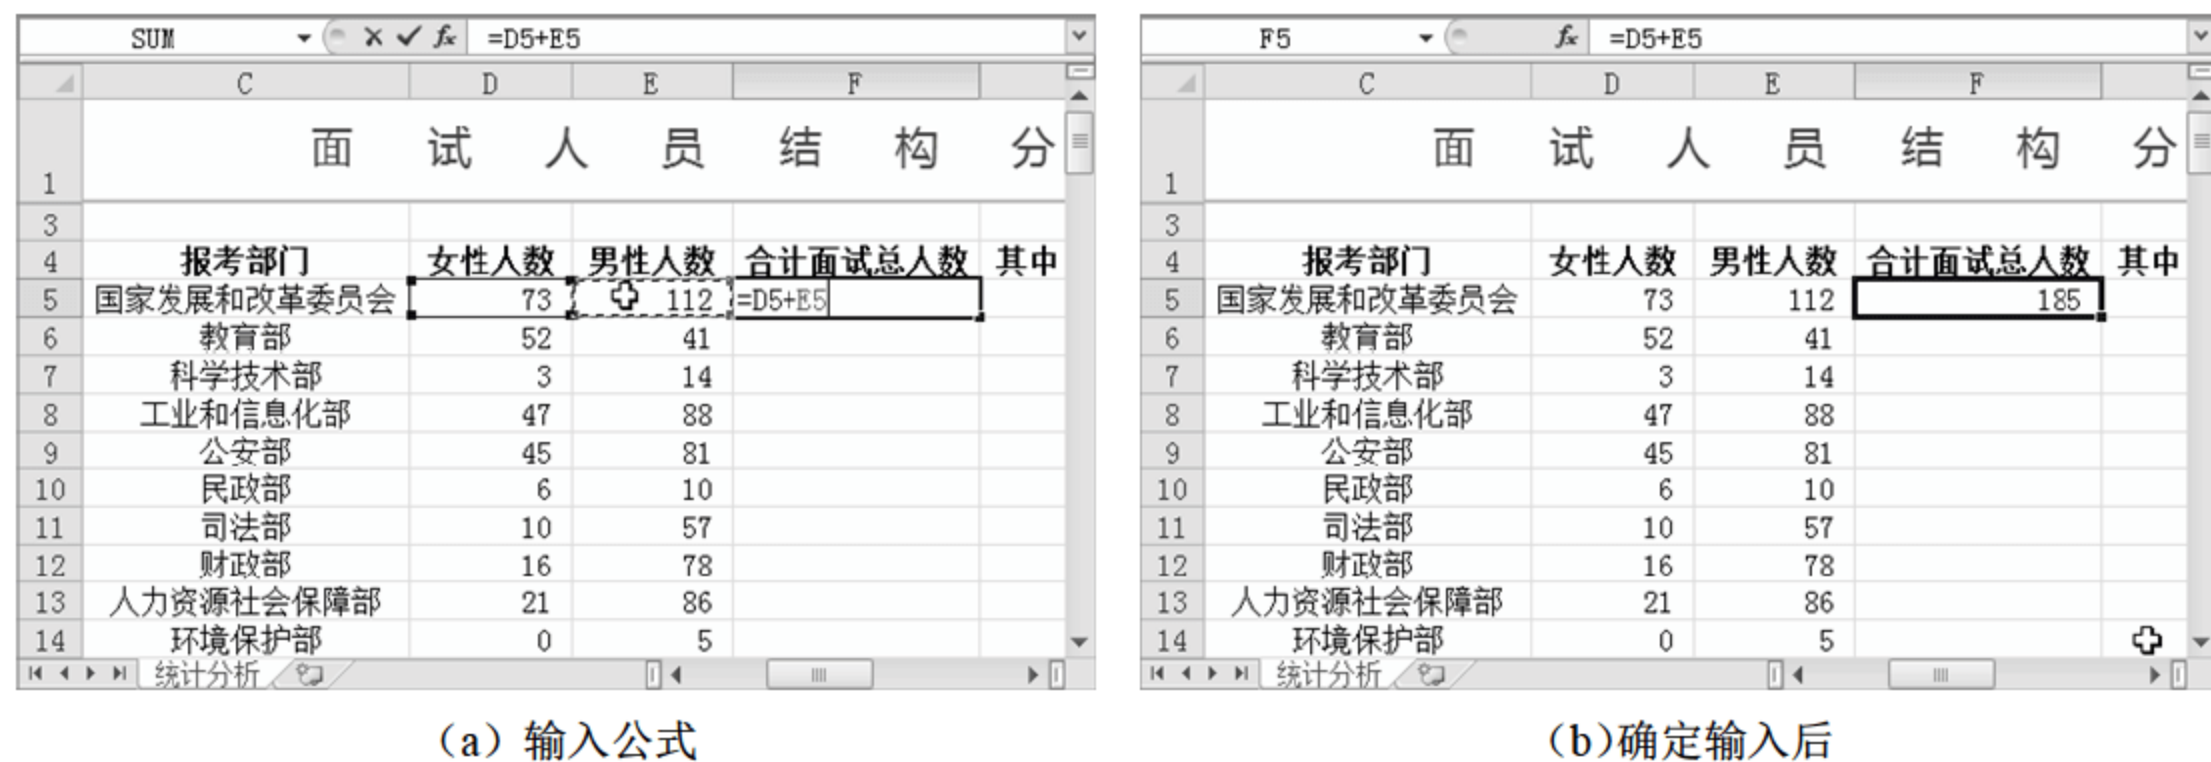 SUM =D5+E5
C D E F
1 面 试 人 员 结 构 分
3
4 报考部门 女性人数 男性人数 合计面试总人数 其中
5 国家发展和改革委员会 73 112 =D5+E5
6 教育部 52 41
7 科学技术部 3 14
8 工业和信息化部 47 88
9 公安部 45 81
10 民政部 6 10
11 司法部 10 57
12 财政部 16 78
13 人力资源社会保障部 21 86
14 环境保护部 0 5
统计分析
(a) 输入公式
F5 fx =D5+E5
C D E F
1 面 试 人 员 结 构 分
3
4 报考部门 女性人数 男性人数 合计面试总人数 其中
5 国家发展和改革委员会 73 112 185
6 教育部 52 41
7 科学技术部 3 14
8 工业和信息化部 47 88
9 公安部 45 81
10 民政部 6 10
11 司法部 10 57
12 财政部 16 78
13 人力资源社会保障部 21 86
14 环境保护部 0 5
统计分析
(b)确定输入后